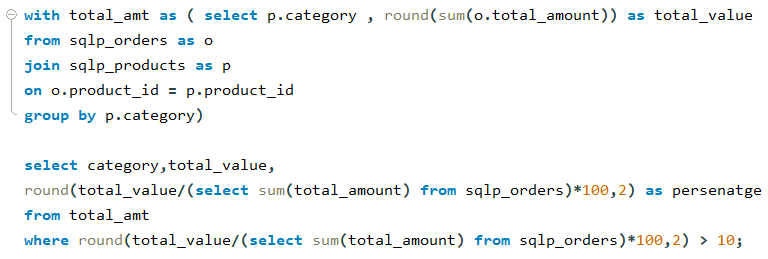 with total_amt as ( select p.category , round(sum(o.total_amount)) as total_value
from sqlp_orders as o
join sqlp_products as p
on o.product_id = p.product_id
group by p.category)
select category,total_value,
round(total_value/(select sum(total_amount) from sqlp_orders)*100,2) as persenatge
from total_amt
where round(total_value/(select sum(total_amount) from sqlp_orders)*100,2) > 10;